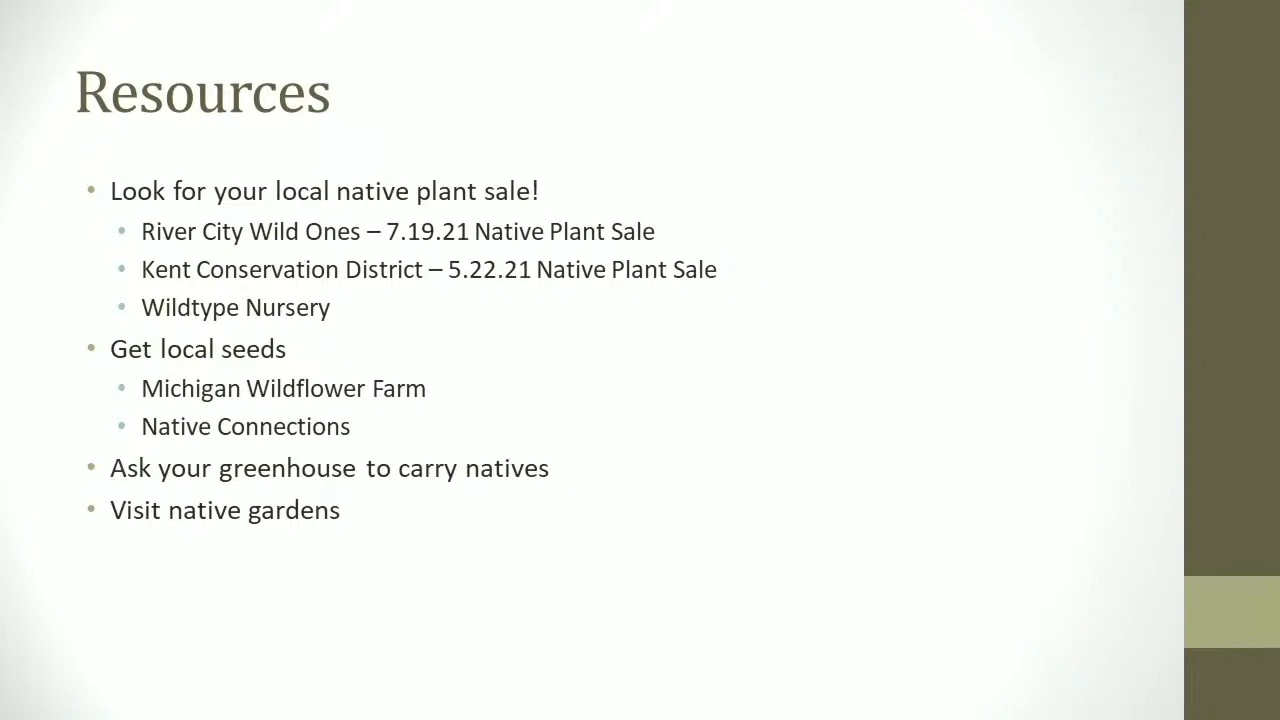 Resources
• Look for your local native plant sale!
• River City Wild Ones – 7.19.21 Native Plant Sale
• Kent Conservation District – 5.22.21 Native Plant Sale
• Wildtype Nursery
• Get local seeds
• Michigan Wildflower Farm
• Native Connections
• Ask your greenhouse to carry natives
• Visit native gardens